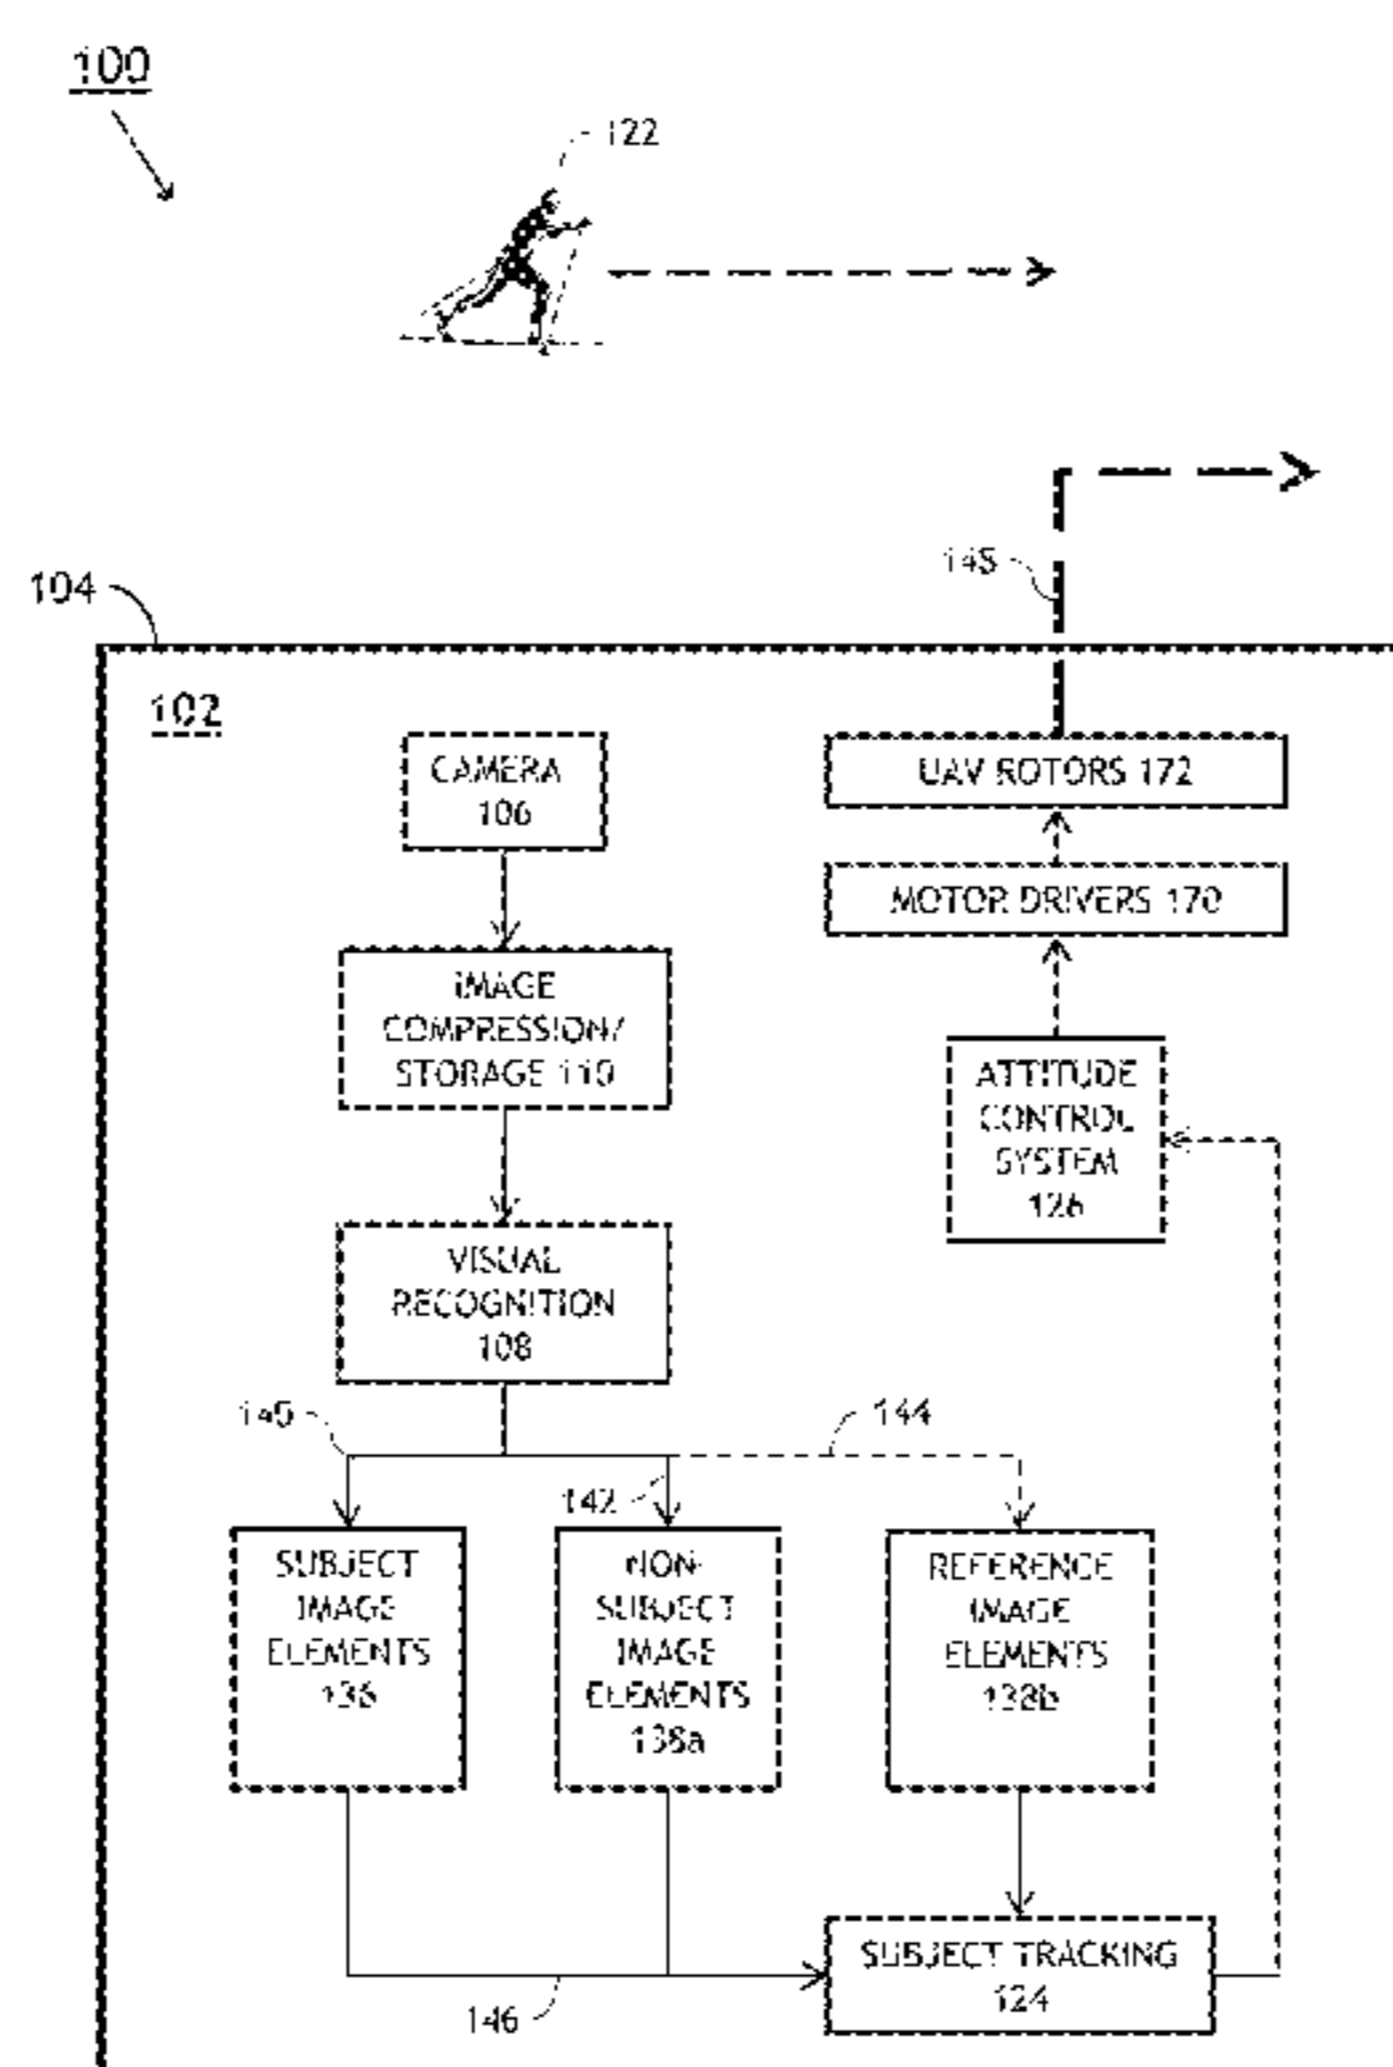 100
122
148
104
102
CAMERA
106
UAV ROTORS 172
MOTOR DRIVERS 170
IMAGE
COMPRESSION/
STORAGE 110
ATTITUDE
CONTROL
SYSTEM
126
VISUAL
RECOGNITION
108
140
144
142
SUBJECT
IMAGE
ELEMENTS
136
NON-
SUBJECT
IMAGE
ELEMENTS
138a
REFERENCE
IMAGE
ELEMENTS
138b
SUBJECT TRACKING
124
146